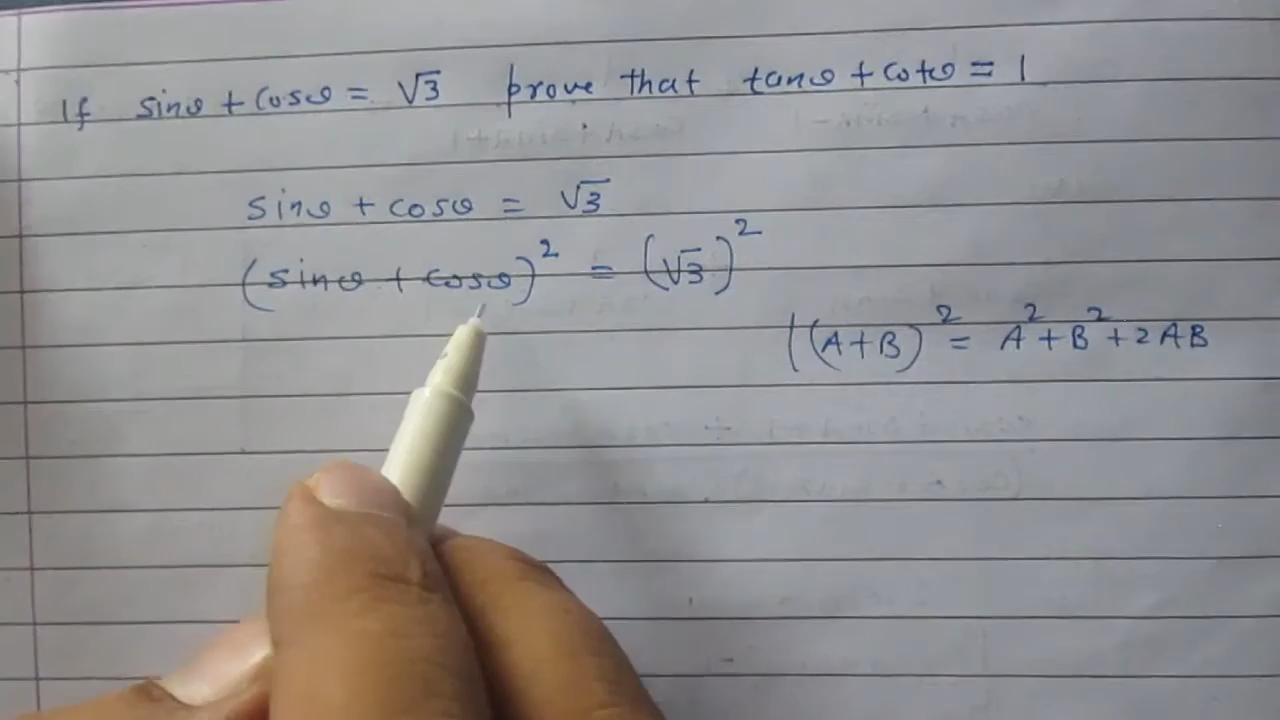 If sinθ + cosθ = √3 prove that tanθ + cotθ = 1
sinθ + cosθ = √3
(sinθ + cosθ)² = (√3)²
(A+B)² = A² + B² + 2AB